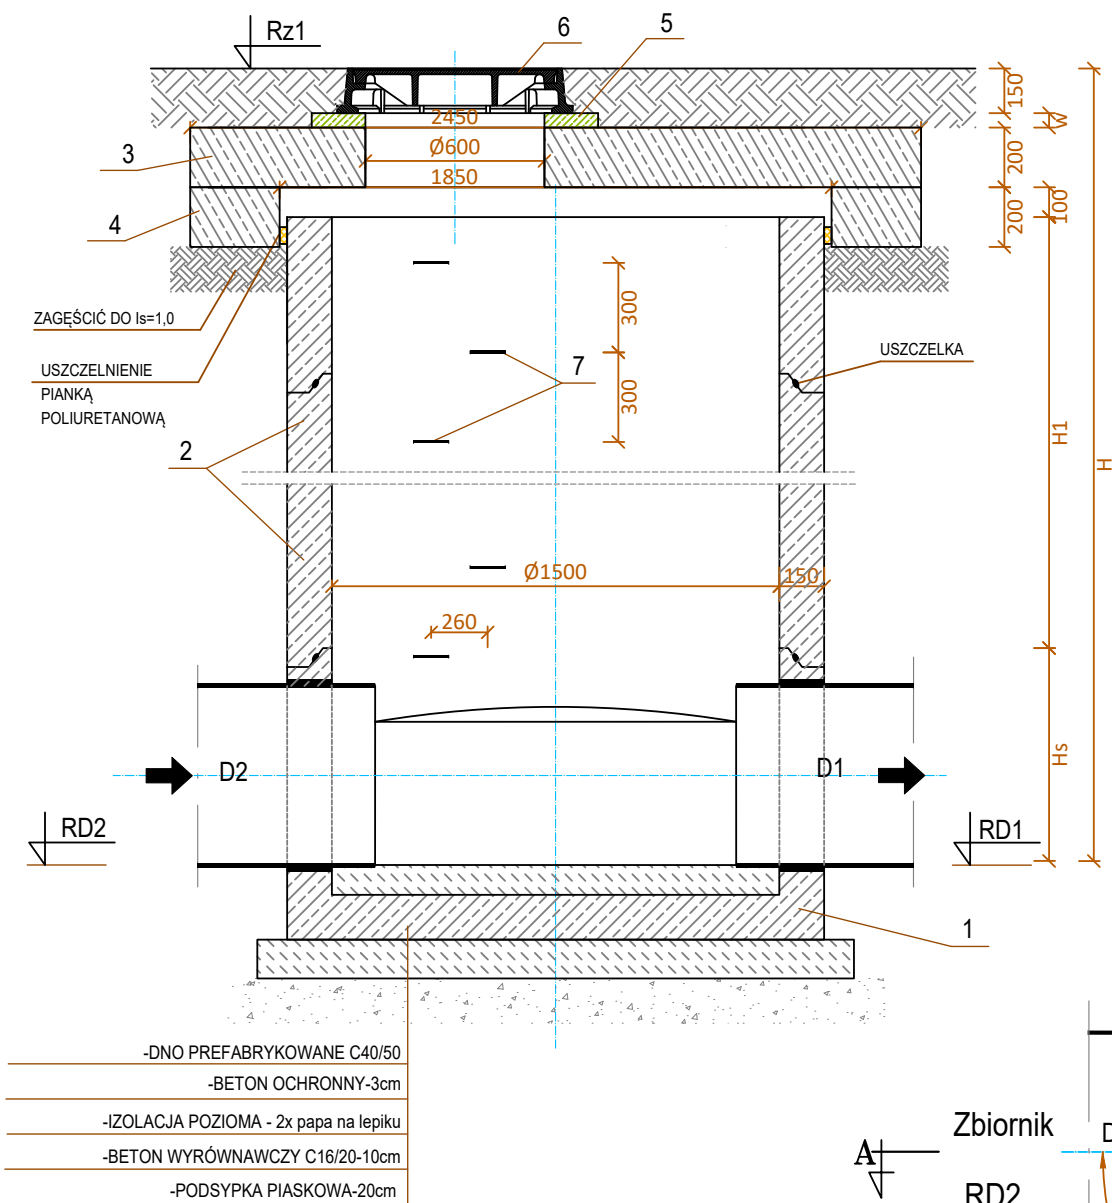 Rz1
6
5
150
2450
W
3
Ø600
200
1850
100
4
200
ZAGĘŚCIĆ DO Is=1,0
300
USZCZELNIENIE
PIANKĄ
POLIURETANOWĄ
7
USZCZELKA
300
2
H1
H
Ø1500
150
260
D2
D1
Hs
RD2
RD1
1
-DNO PREFABRYKOWANE C40/50
-BETON OCHRONNY-3cm
-IZOLACJA POZIOMA - 2x papa na lepiku
-BETON WYRÓWNAWCZY C16/20-10cm
-PODSYPKA PIASKOWA-20cm
Zbiornik
D
A
RD2